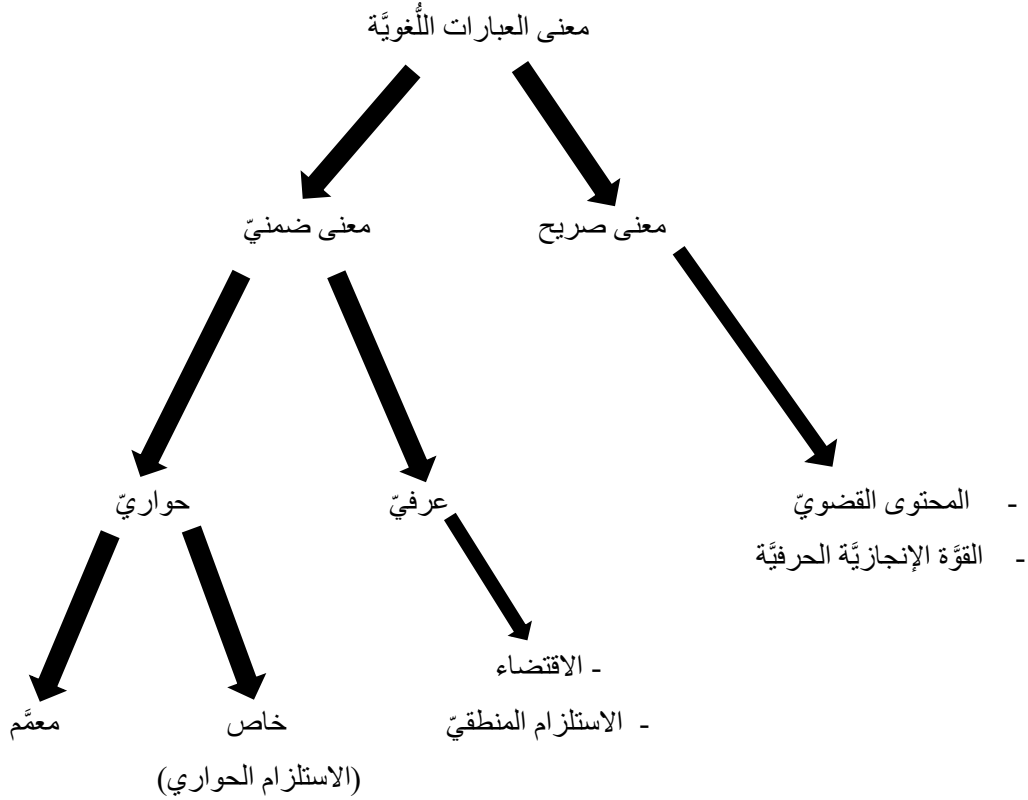 معنى العبارات اللُّغويَّة
معنى صريح
معنى ضمنيّ
- المحتوى القضويّ
- القوَّة الإنجازيَّة الحرفيَّة
عرفيّ
حواريّ
- الاقتضاء
- الاستلزام المنطقيّ
خاص
(الاستلزام الحواري)
معمَّم